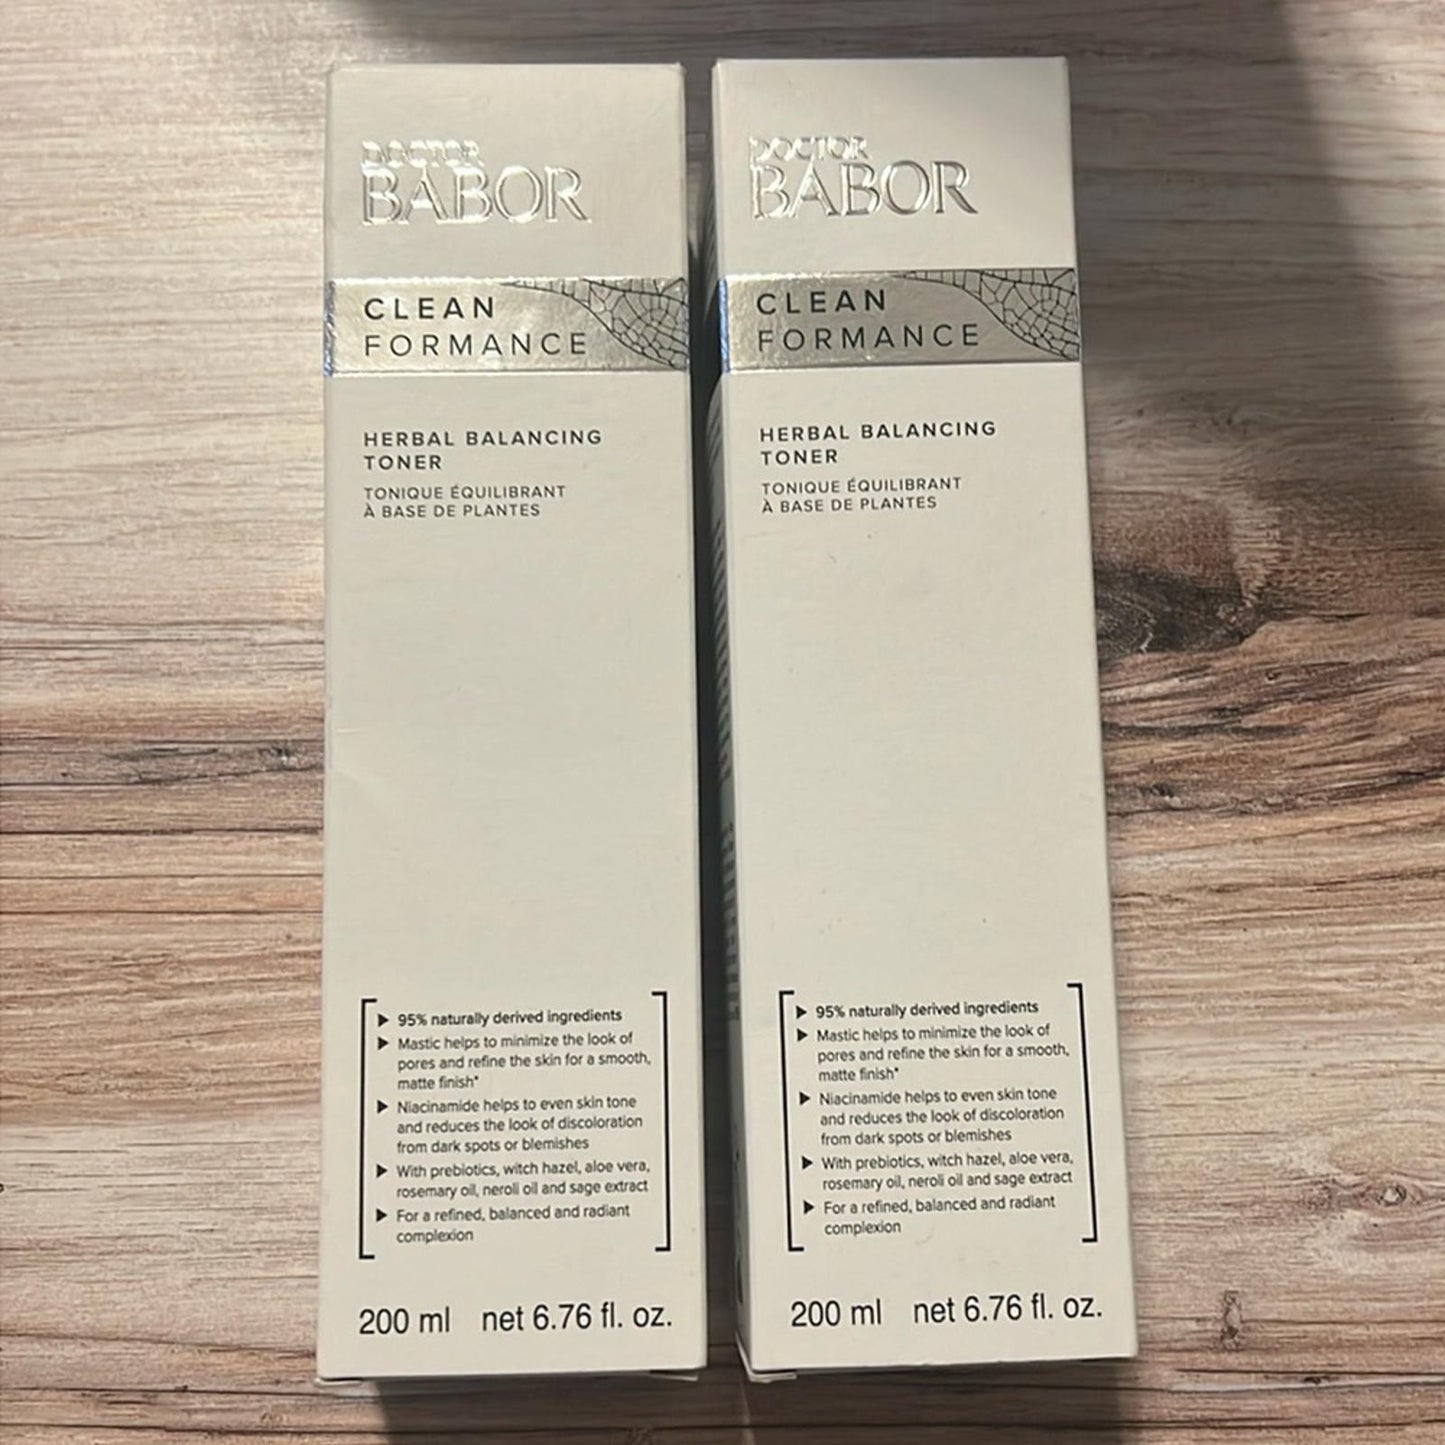 DOCTOR
BABOR
CLEAN
FORMANCE
HERBAL BALANCING
TONER
TONIQUE ÉQUILIBRANT
À BASE DE PLANTES
▶ 95% naturally derived ingredients
▶ Mastic helps to minimize the look of
pores and refine the skin for a smooth,
matte finish*
▶ Niacinamide helps to even skin tone
and reduces the look of discoloration
from dark spots or blemishes
▶ With prebiotics, witch hazel, aloe vera,
rosemary oil, neroli oil and sage extract
▶ For a refined, balanced and radiant
complexion
200 ml net 6.76 fl. oz.
DOCTOR
BABOR
CLEAN
FORMANCE
HERBAL BALANCING
TONER
TONIQUE ÉQUILIBRANT
À BASE DE PLANTES
▶ 95% naturally derived ingredients
▶ Mastic helps to minimize the look of
pores and refine the skin for a smooth,
matte finish*
▶ Niacinamide helps to even skin tone
and reduces the look of discoloration
from dark spots or blemishes
▶ With prebiotics, witch hazel, aloe vera,
rosemary oil, neroli oil and sage extract
▶ For a refined, balanced and radiant
complexion
200 ml net 6.76 fl. oz.